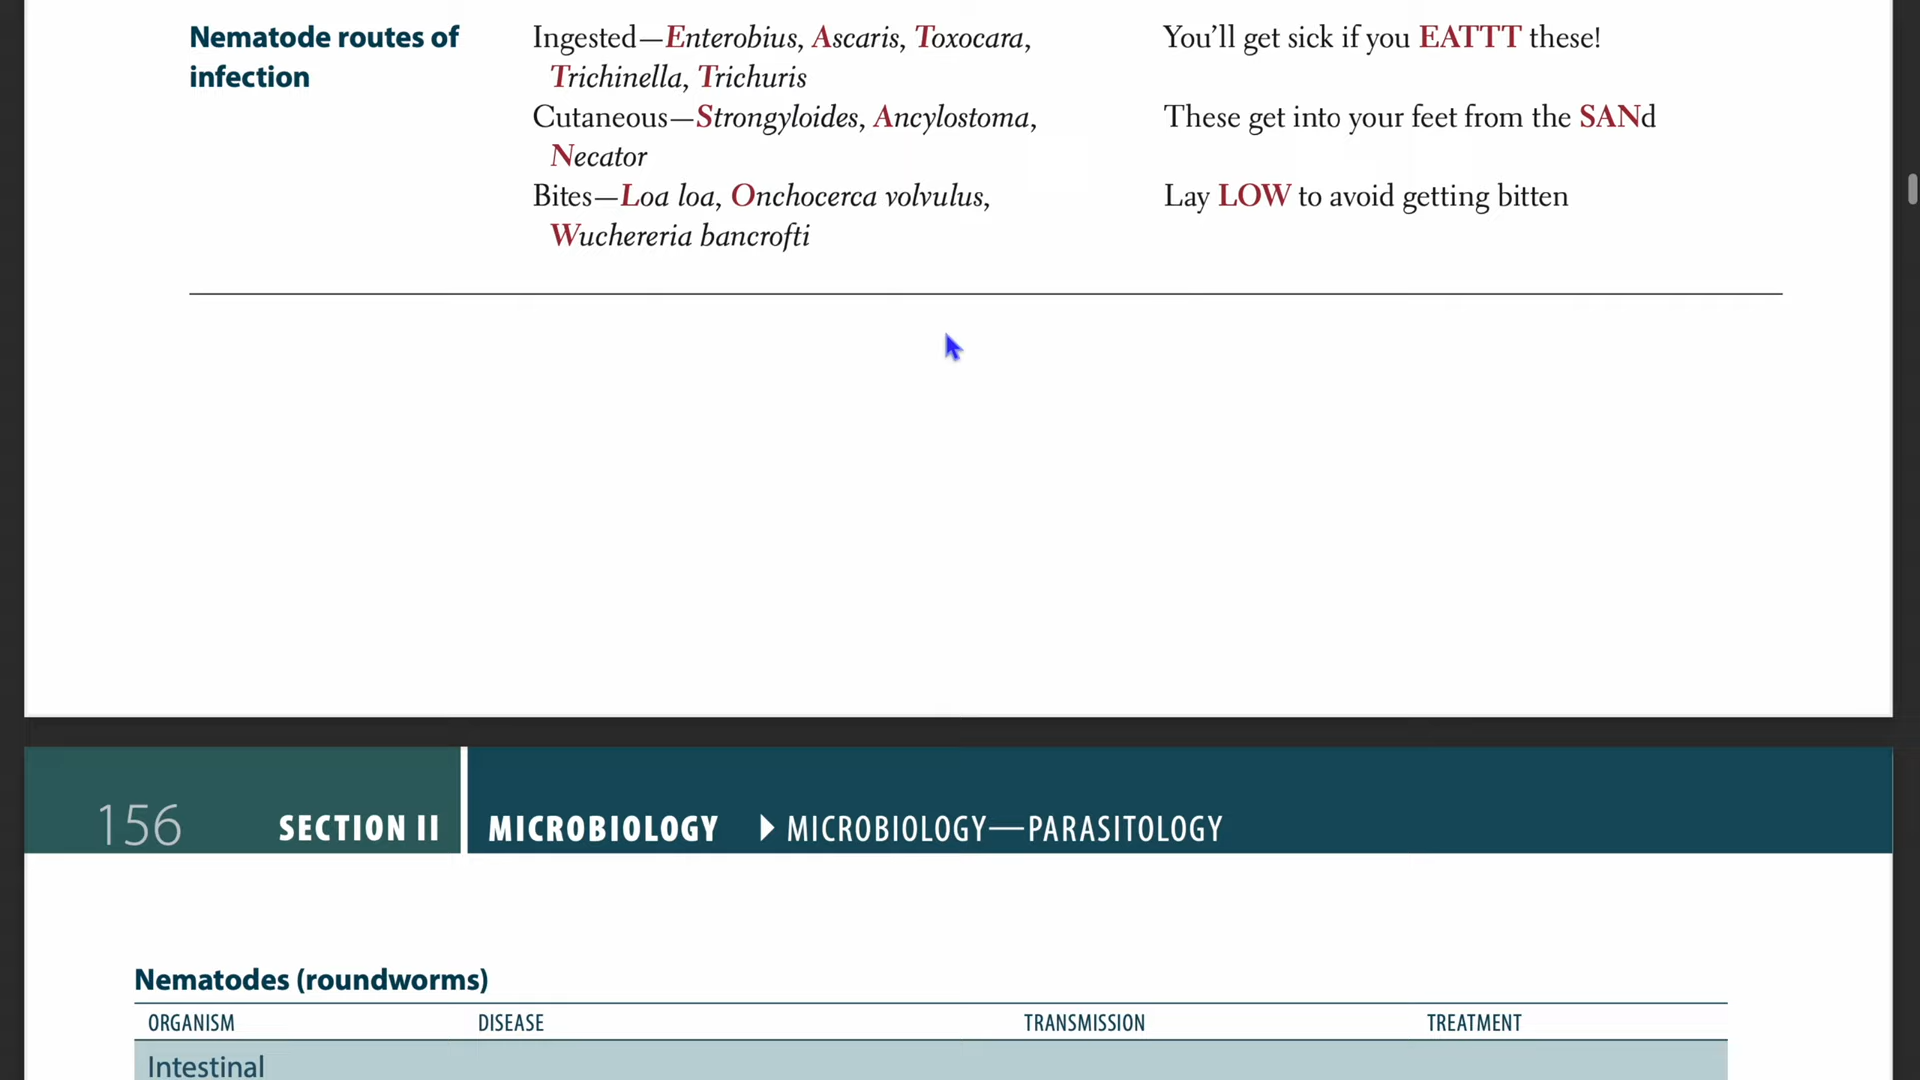 Nematode routes of infection
Ingested—Enterobius, Ascaris, Toxocara,
Trichinella, Trichuris
You’ll get sick if you EATTT these!
Cutaneous—Strongyloides, Ancylostoma,
Necator
These get into your feet from the SANd
Bites—Loa loa, Onchocerca volvulus,
Wuchereria bancrofti
Lay LOW to avoid getting bitten
156 SECTION II MICROBIOLOGY ▶ MICROBIOLOGY—PARASITOLOGY
Nematodes (roundworms)
ORGANISM DISEASE TRANSMISSION TREATMENT
Intestinal